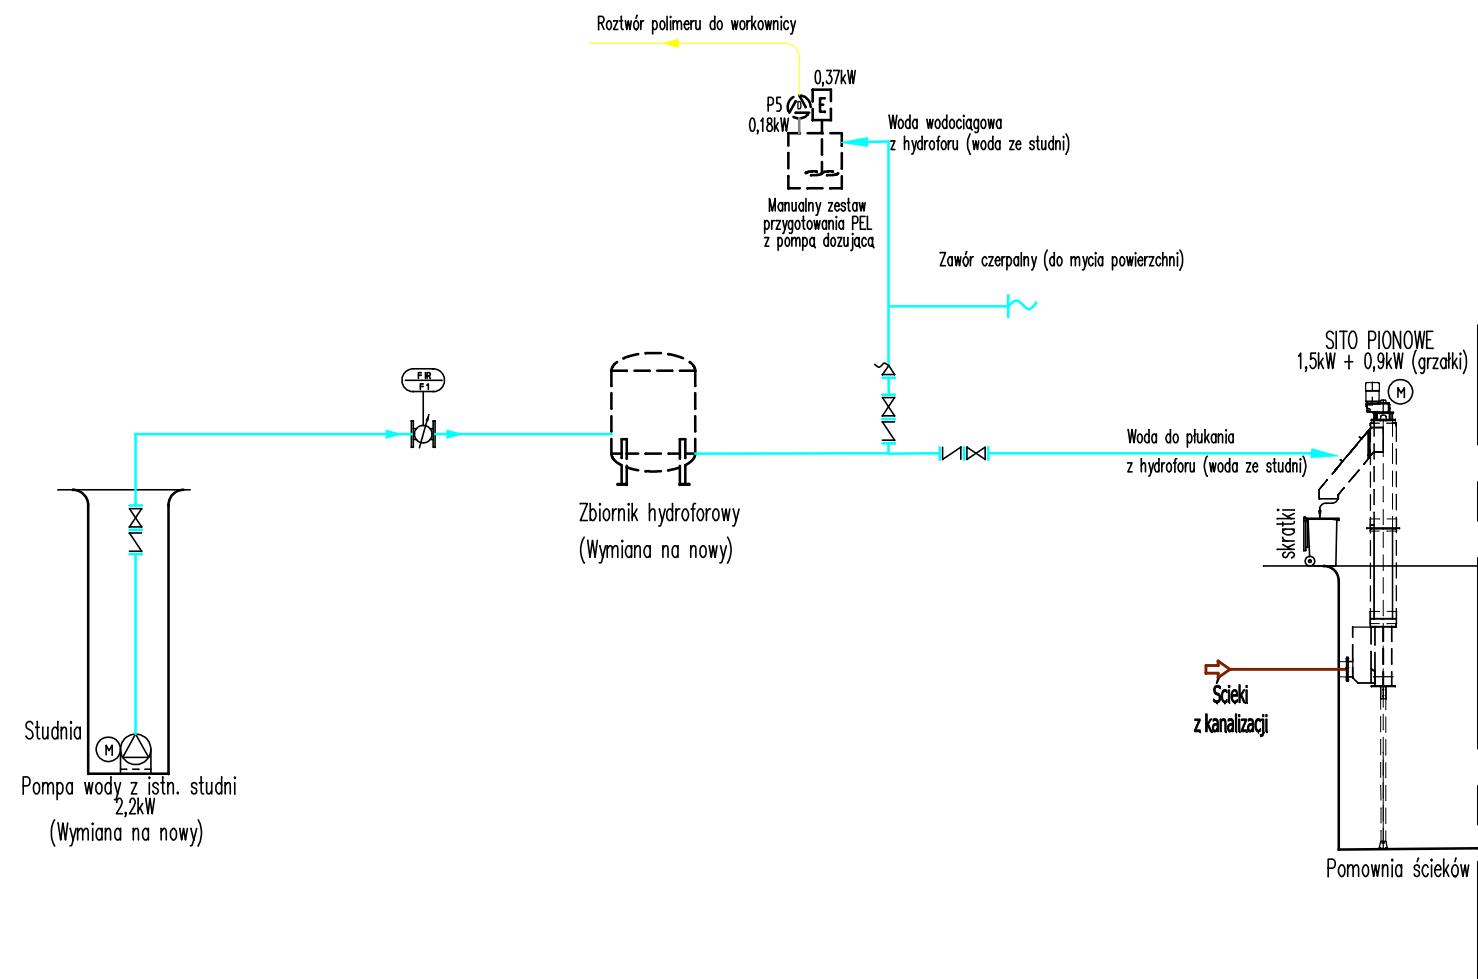 Roztwór polimeru do workownicy
0,37kW
P5
D
E
0,18kW
Woda wodociągowa
z hydroforu (woda ze studni)
Manualny zestaw
przygotowania PEL
z pompą dozującą
Zawór czerpalny (do mycia powierzchni)
SITO PIONOWE
1,5kW + 0,9kW (grzałki)
M
FIR
F1
Woda do płukania
z hydroforu (woda ze studni)
Zbiornik hydroforowy
(Wymiana na nowy)
skratki
Ścieki
z kanalizacji
Studnia
M
Pompa wody z istn. studni
2,2kW
(Wymiana na nowy)
Pomownia ścieków